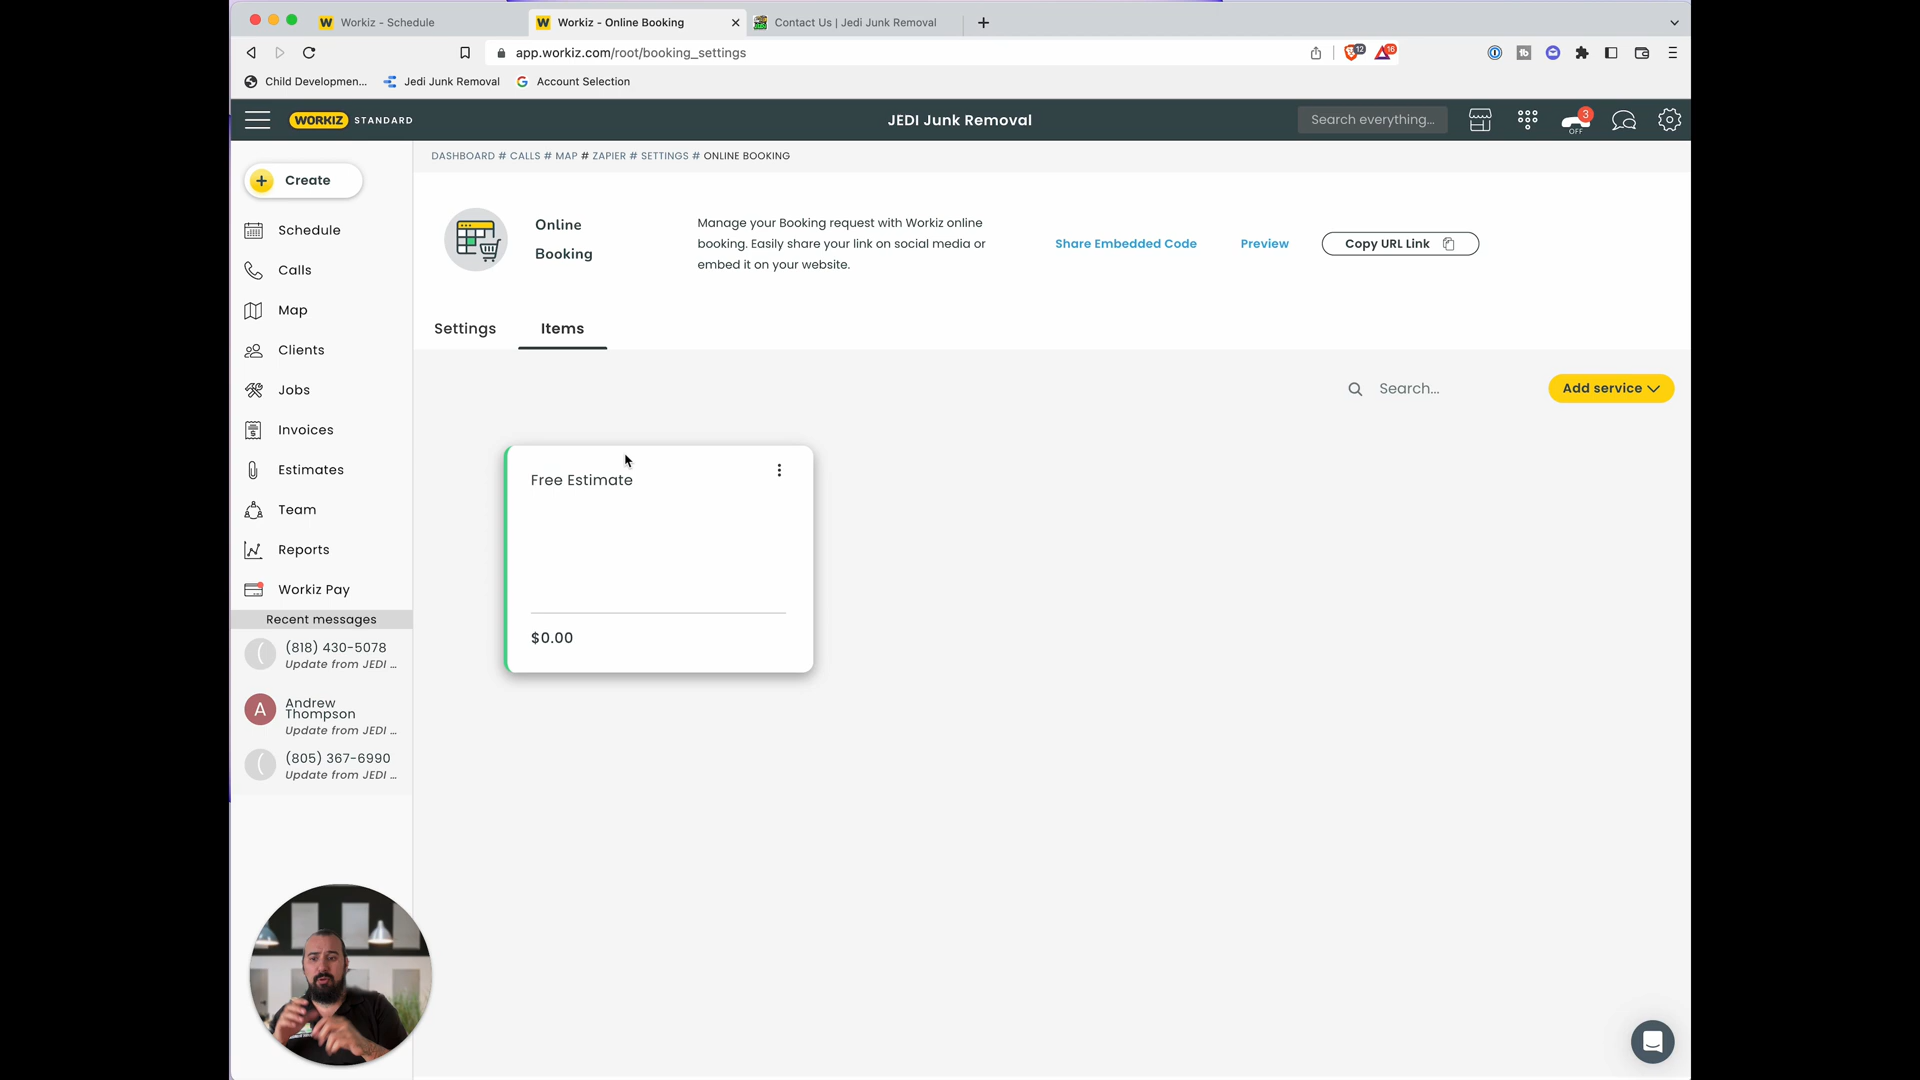 Workiz - Schedule
Workiz - Online Booking
Contact Us | Jedi Junk Removal
app.workiz.com/root/booking_settings
12
16
Child Developmen...
Jedi Junk Removal
Account Selection
WORKIZ STANDARD
JEDI Junk Removal
Search everything...
3
OFF
DASHBOARD # CALLS # MAP # ZAPIER # SETTINGS # ONLINE BOOKING
Create
Schedule
Calls
Map
Clients
Jobs
Invoices
Estimates
Team
Reports
Workiz Pay
Recent messages
(818) 430-5078
Update from JEDI ...
A
Andrew
Thompson
Update from JEDI ...
(805) 367-6990
Update from JEDI ...
Online
Booking
Manage your Booking request with Workiz online
booking. Easily share your link on social media or
embed it on your website.
Share Embedded Code
Preview
Copy URL Link
Settings
Items
Search...
Add service
Free Estimate
$0.00